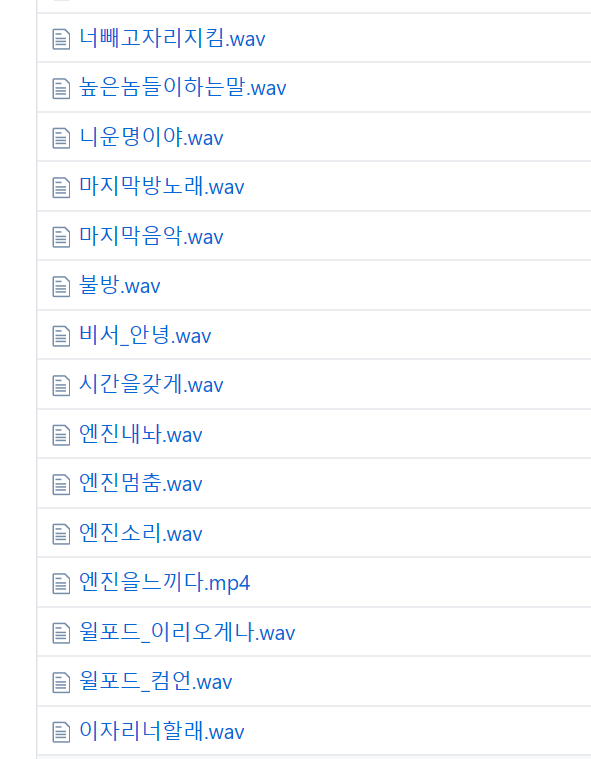 너빼고자리지킴.wav
높은놈들이하는말.wav
니운명이야.wav
마지막방노래.wav
마지막음악.wav
불방.wav
비서_안녕.wav
시간을갖게.wav
엔진내놔.wav
엔진멈춤.wav
엔진소리.wav
엔진을느끼다.mp4
윌포드_이리오게나.wav
윌포드_컴언.wav
이자리너할래.wav